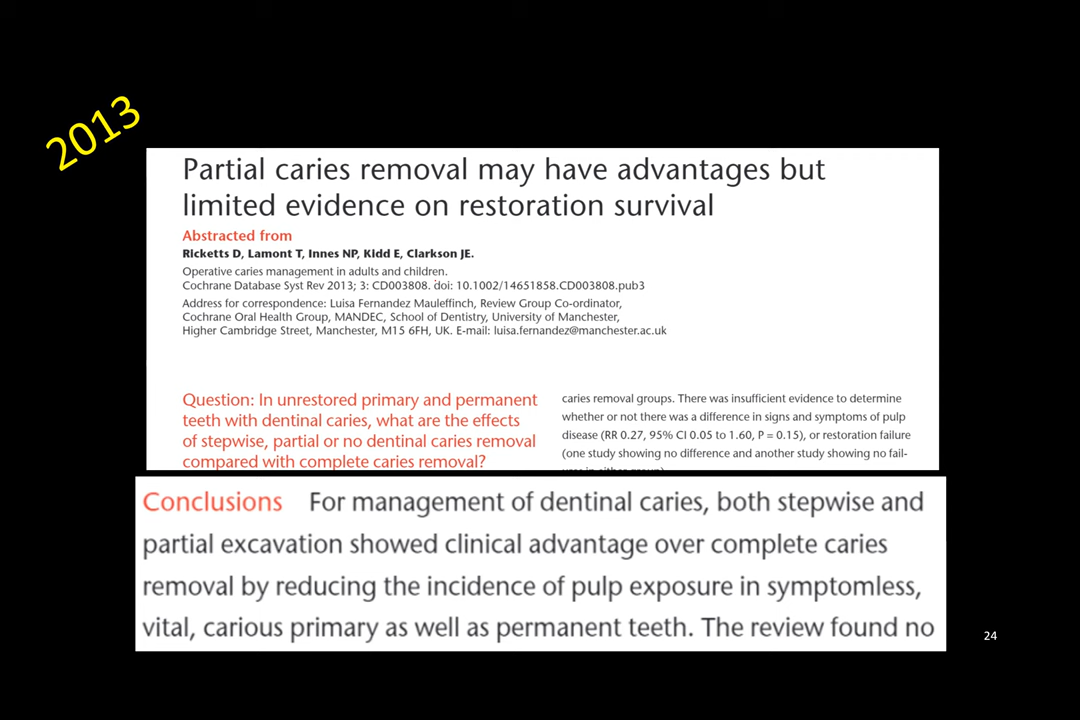 2013
Partial caries removal may have advantages but
limited evidence on restoration survival
Abstracted from
Ricketts D, Lamont T, Innes NP, Kidd E, Clarkson JE.
Operative caries management in adults and children.
Cochrane Database Syst Rev 2013; 3: CD003808. doi: 10.1002/14651858.CD003808.pub3
Address for correspondence: Luisa Fernandez Mauleffinch, Review Group Co-ordinator,
Cochrane Oral Health Group, MANDEC, School of Dentistry, University of Manchester,
Higher Cambridge Street, Manchester, M15 6FH, UK. E-mail: luisa.fernandez@manchester.ac.uk
Question: In unrestored primary and permanent
teeth with dentinal caries, what are the effects
of stepwise, partial or no dentinal caries removal
compared with complete caries removal?
caries removal groups. There was insufficient evidence to determine
whether or not there was a difference in signs and symptoms of pulp
disease (RR 0.27, 95% CI 0.05 to 1.60, P = 0.15), or restoration failure
(one study showing no difference and another study showing no fail-
Conclusions For management of dentinal caries, both stepwise and
partial excavation showed clinical advantage over complete caries
removal by reducing the incidence of pulp exposure in symptomless,
vital, carious primary as well as permanent teeth. The review found no
24